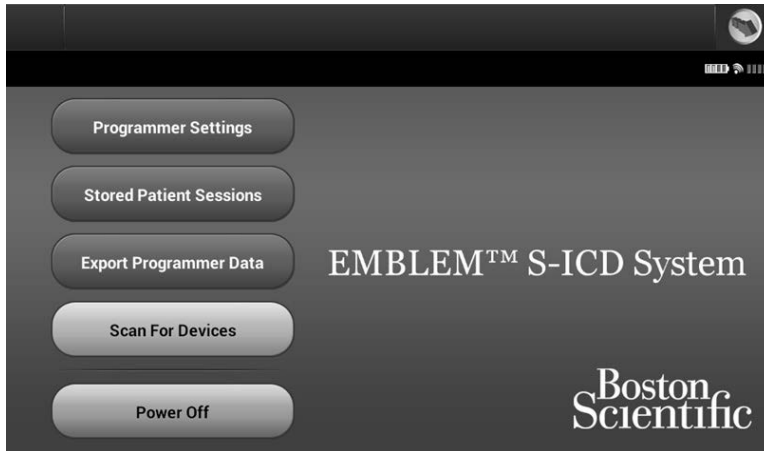 Programmer Settings
Stored Patient Sessions
Export Programmer Data
EMBLEM™ S-ICD System
Scan For Devices
Power Off
Boston
Scientific